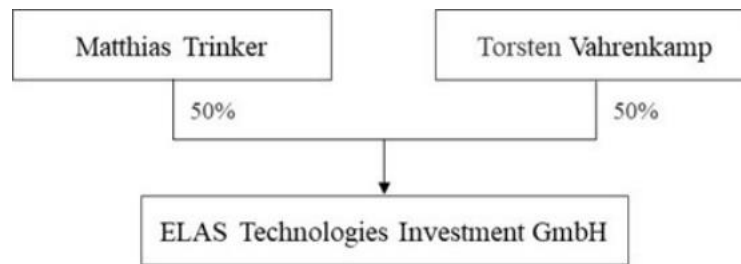 Matthias Trinker
Torsten Vahrenkamp
50%
50%
ELAS Technologies Investment GmbH